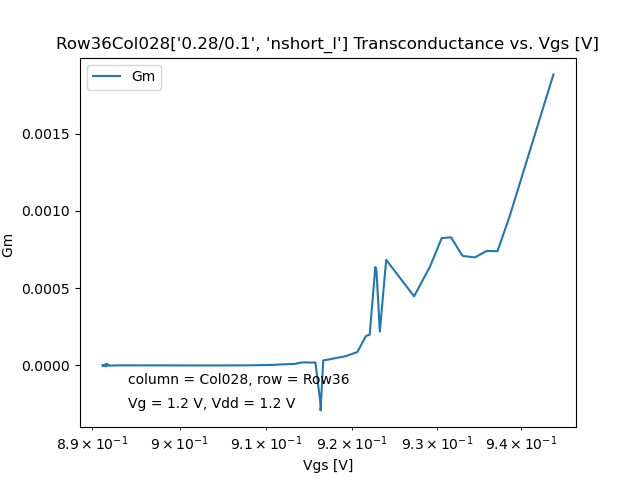 Row36Col028['0.28/0.1', 'nshort_l'] Transconductance vs. Vgs [V]
Gm
0.0015
0.0010
Gm
0.0005
0.0000
column = Col028, row = Row36
Vg = 1.2 V, Vdd = 1.2 V
8.9 × 10⁻¹ 9 × 10⁻¹ 9.1 × 10⁻¹ 9.2 × 10⁻¹ 9.3 × 10⁻¹ 9.4 × 10⁻¹
Vgs [V]